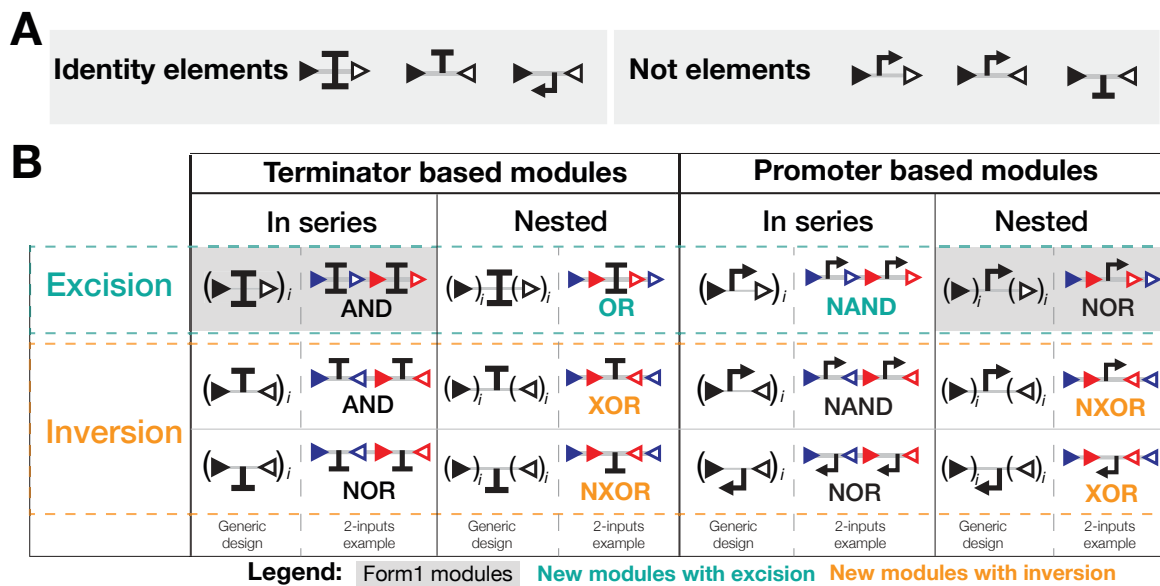 A
Identity elements
Not elements
B
Terminator based modules
Promoter based modules
In series
Nested
In series
Nested
Excision
( )i
AND
( )i ( )i
OR
( )i
NAND
( )i ( )i
NOR
Inversion
( )i
AND
( )i ( )i
XOR
( )i
NAND
( )i ( )i
NXOR
( )i
NOR
( )i ( )i
NXOR
( )i
NOR
( )i ( )i
XOR
Generic design
2-inputs example
Generic design
2-inputs example
Generic design
2-inputs example
Generic design
2-inputs example
Legend: Form1 modules New modules with excision New modules with inversion